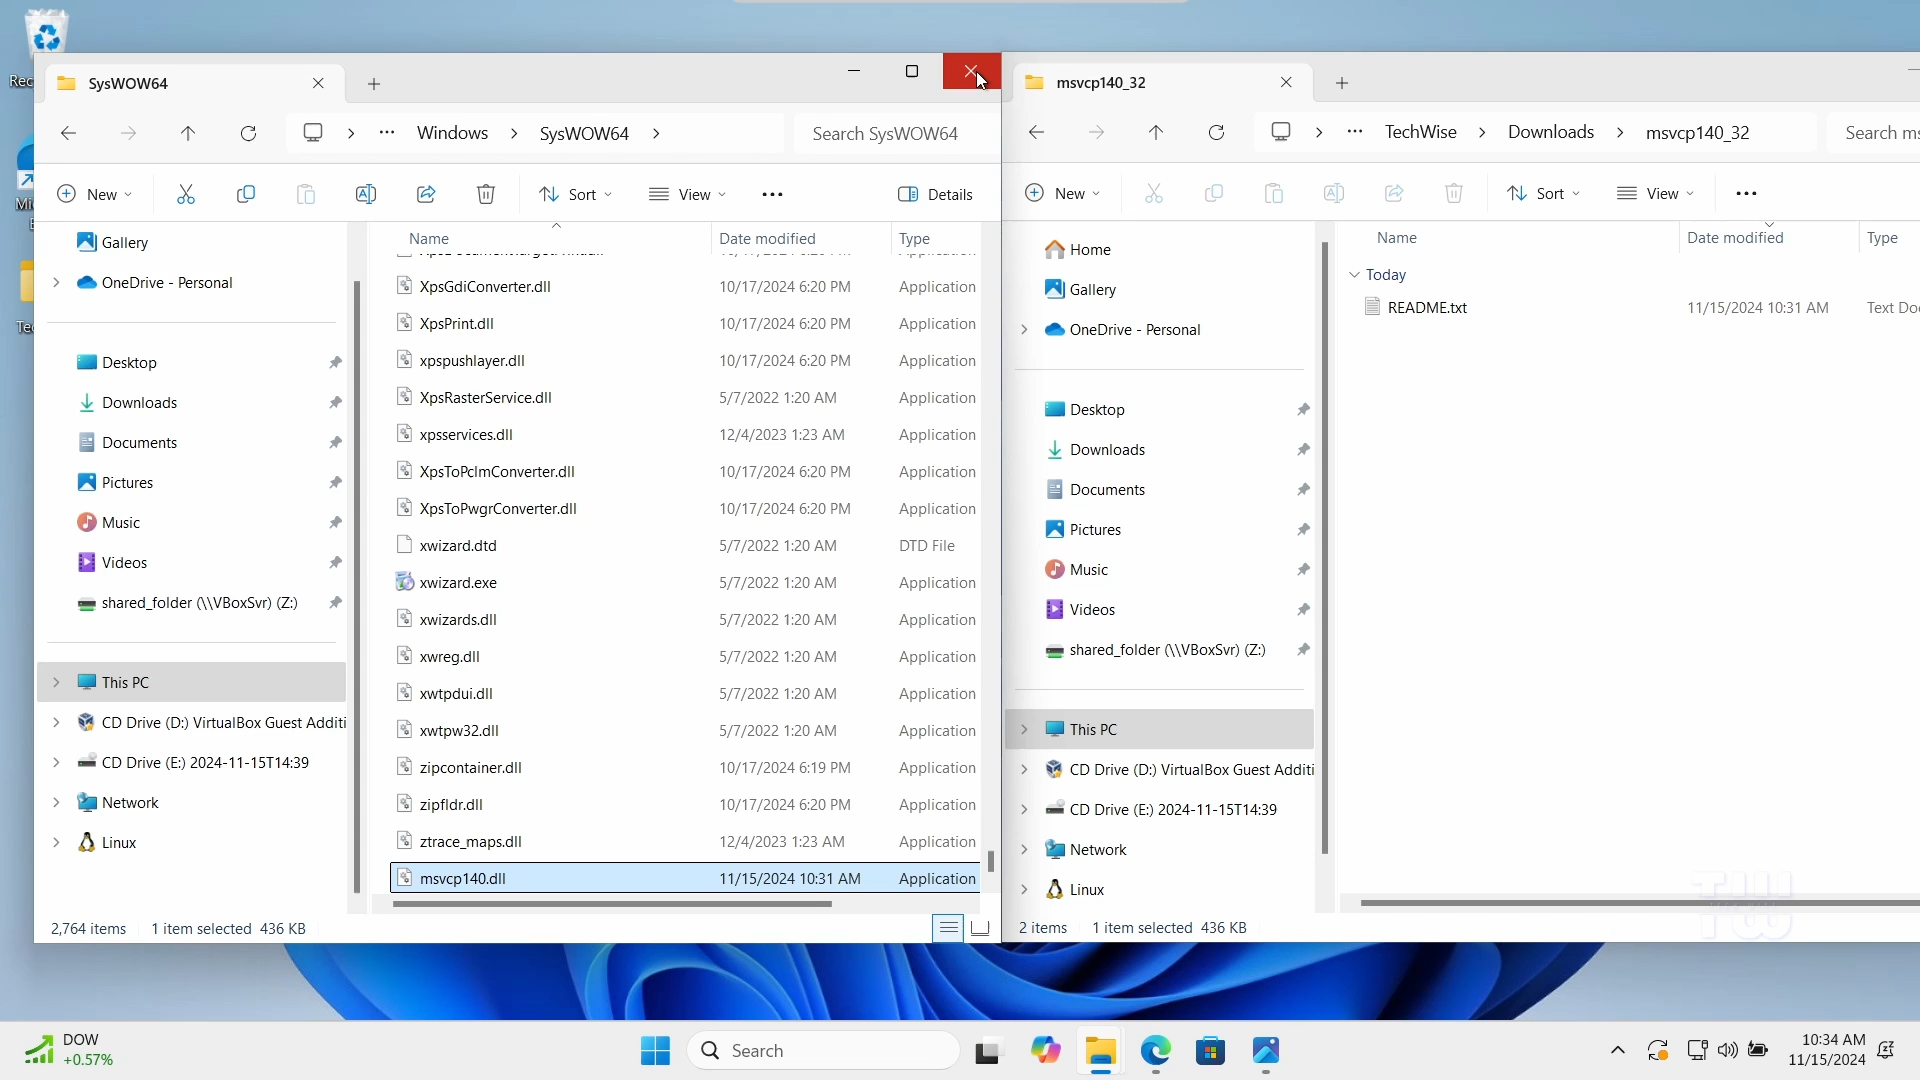 Rec
Mi
E
Te
SysWOW64
Windows
SysWOW64
Search SysWOW64
New
Sort
View
Details
Gallery
OneDrive - Personal
Desktop
Downloads
Documents
Pictures
Music
Videos
shared_folder (\\VBoxSvr) (Z:)
This PC
CD Drive (D:) VirtualBox Guest Additi
CD Drive (E:) 2024-11-15T14:39
Network
Linux
Name Date modified Type
XpsGdiConverter.dll 10/17/2024 6:20 PM Application
XpsPrint.dll 10/17/2024 6:20 PM Application
xpspushlayer.dll 10/17/2024 6:20 PM Application
XpsRasterService.dll 5/7/2022 1:20 AM Application
xpsservices.dll 12/4/2023 1:23 AM Application
XpsToPclmConverter.dll 10/17/2024 6:20 PM Application
XpsToPwgrConverter.dll 10/17/2024 6:20 PM Application
xwizard.dtd 5/7/2022 1:20 AM DTD File
xwizard.exe 5/7/2022 1:20 AM Application
xwizards.dll 5/7/2022 1:20 AM Application
xwreg.dll 5/7/2022 1:20 AM Application
xwtpdui.dll 5/7/2022 1:20 AM Application
xwtpw32.dll 5/7/2022 1:20 AM Application
zipcontainer.dll 10/17/2024 6:19 PM Application
zipfldr.dll 10/17/2024 6:20 PM Application
ztrace_maps.dll 12/4/2023 1:23 AM Application
msvcp140.dll 11/15/2024 10:31 AM Application
2,764 items 1 item selected 436 KB
msvcp140_32
TechWise
Downloads
msvcp140_32
Search ms
New
Sort
View
Home
Gallery
OneDrive - Personal
Desktop
Downloads
Documents
Pictures
Music
Videos
shared_folder (\\VBoxSvr) (Z:)
This PC
CD Drive (D:) VirtualBox Guest Additi
CD Drive (E:) 2024-11-15T14:39
Network
Linux
Name Date modified Type
Today
README.txt 11/15/2024 10:31 AM Text Doc
2 items 1 item selected 436 KB
DOW
+0.57%
Search
10:34 AM
11/15/2024